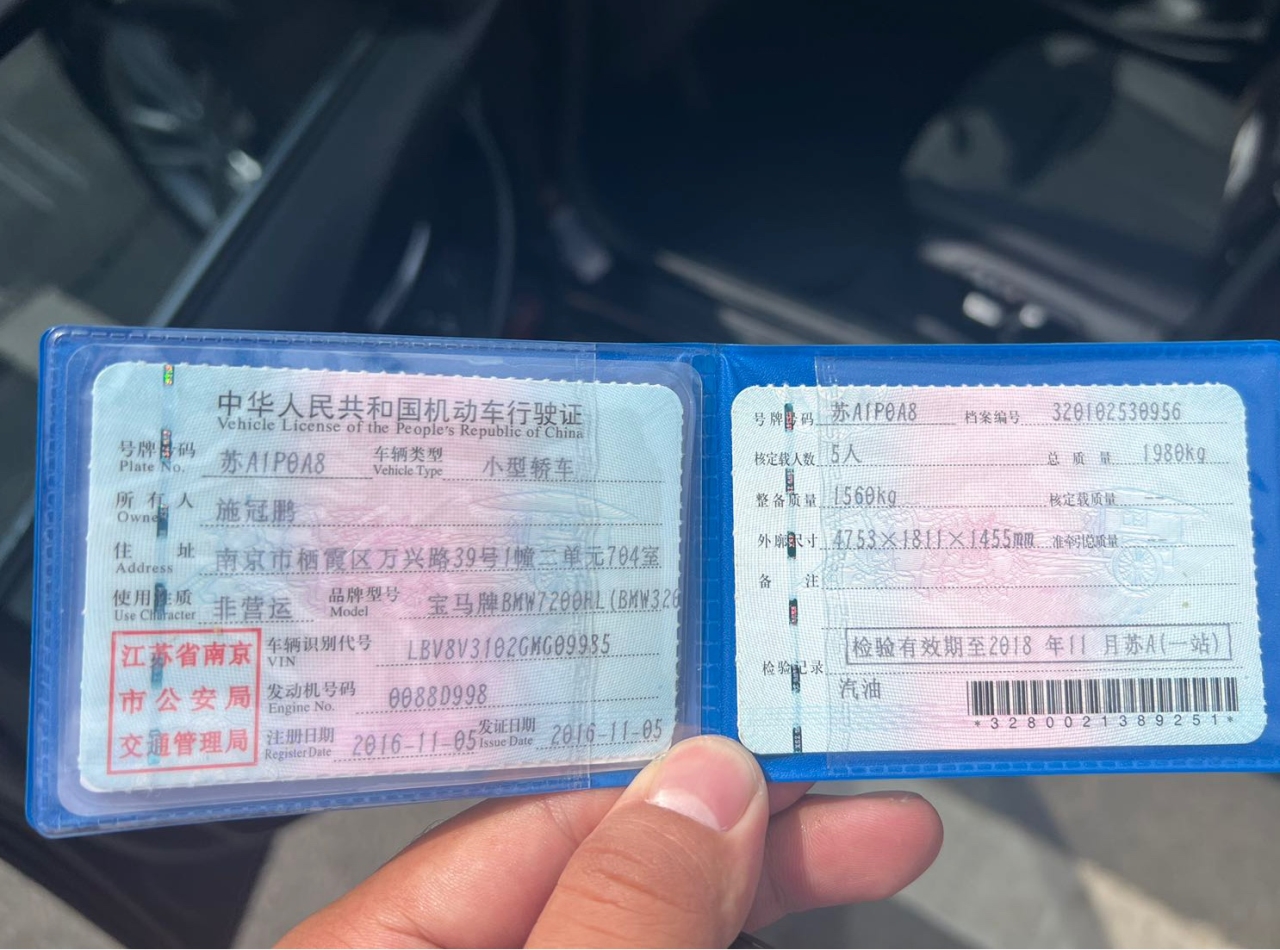 中华人民共和国机动车行驶证
Vehicle License of the People's Republic of China
号牌号码 苏A1P0A8 车辆类型 小型轿车
Plate No. Vehicle Type
所有人 施冠鹏
Owner
住址 南京市栖霞区万兴路39号1幢二单元704室
Address
使用性质 非营运 品牌型号 宝马牌BMW7200HL(BMW320
Use Character Model
江苏省南京
市公安局
交通管理局
车辆识别代号 LBV8V3102GMG09985
VIN
发动机号码 0088D998
Engine No.
注册日期 2016-11-05 发证日期 2016-11-05
Register Date Issue Date
号牌号码 苏A1P0A8 档案编号 320102530956
核定载人数 5人 总质量 1980kg
整备质量 1560kg 核定载质量 --
外廓尺寸 4753×1811×1455mm 准牵引总质量 --
备注
检验有效期至2018 年11 月苏A(一站)
检验记录
汽油
*3280021389251*